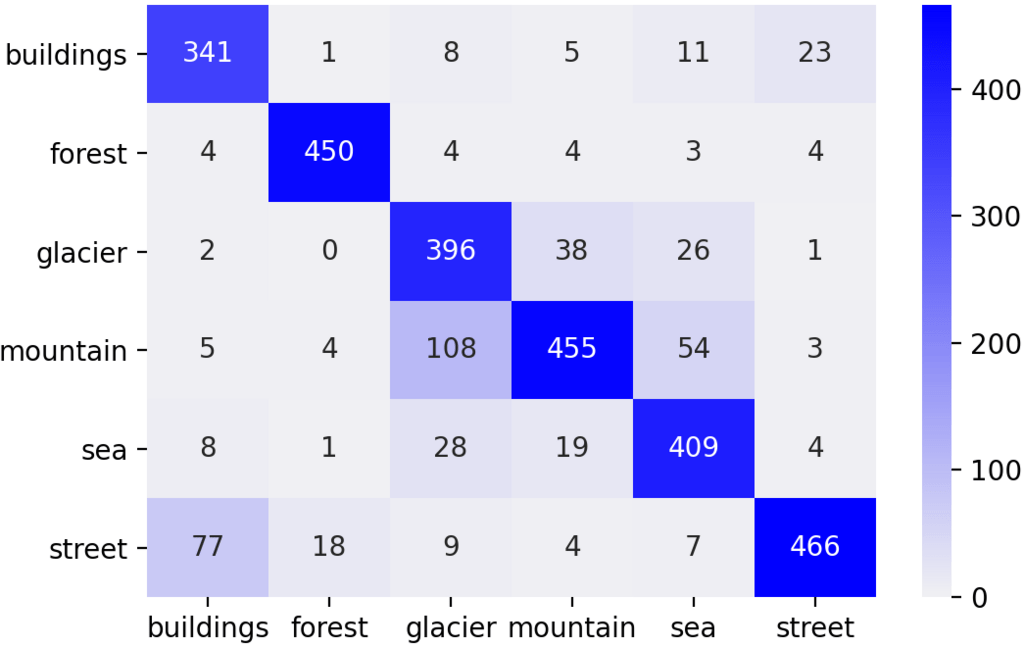 buildings 341 1 8 5 11 23
400
forest 4 450 4 4 3 4
300
glacier 2 0 396 38 26 1
200
mountain 5 4 108 455 54 3
100
sea 8 1 28 19 409 4
street 77 18 9 4 7 466
0
buildings forest glacier mountain sea street